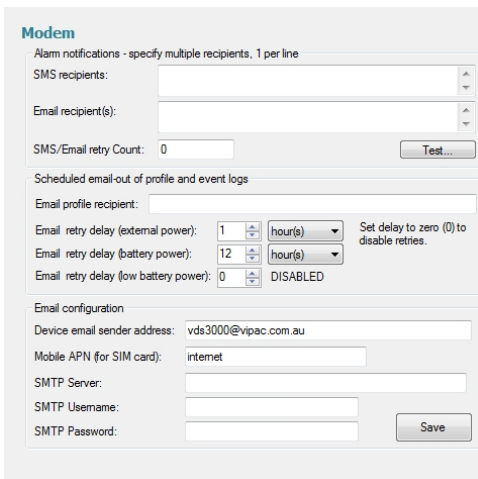 Modem
Alarm notifications - specify multiple recipients, 1 per line
SMS recipients:
Email recipient(s):
SMS/Email retry Count: 0 Test...
Scheduled email-out of profile and event logs
Email profile recipient:
Email retry delay (external power): 1 hour(s) Set delay to zero (0) to
disable retries.
Email retry delay (battery power): 12 hour(s)
Email retry delay (low battery power): 0 DISABLED
Email configuration
Device email sender address: vds3000@vipac.com.au
Mobile APN (for SIM card): internet
SMTP Server:
SMTP Username:
SMTP Password: Save